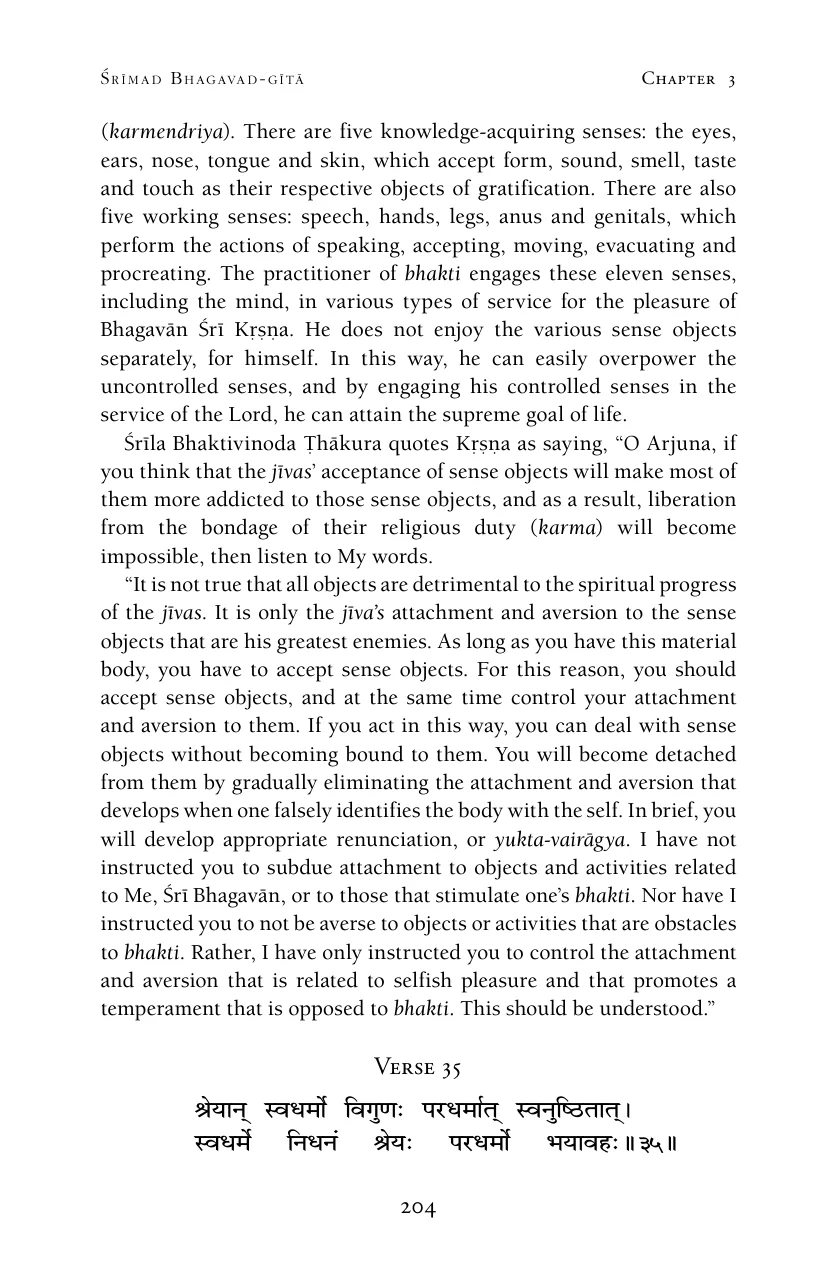 Śrīmad Bhagavad-gītā Chapter 3
(karmendriya). There are five knowledge-acquiring senses: the eyes,
ears, nose, tongue and skin, which accept form, sound, smell, taste
and touch as their respective objects of gratification. There are also
five working senses: speech, hands, legs, anus and genitals, which
perform the actions of speaking, accepting, moving, evacuating and
procreating. The practitioner of bhakti engages these eleven senses,
including the mind, in various types of service for the pleasure of
Bhagavān Śrī Kṛṣṇa. He does not enjoy the various sense objects
separately, for himself. In this way, he can easily overpower the
uncontrolled senses, and by engaging his controlled senses in the
service of the Lord, he can attain the supreme goal of life.
Śrīla Bhaktivinoda Ṭhākura quotes Kṛṣṇa as saying, “O Arjuna, if
you think that the jīvas’ acceptance of sense objects will make most of
them more addicted to those sense objects, and as a result, liberation
from the bondage of their religious duty (karma) will become
impossible, then listen to My words.
“It is not true that all objects are detrimental to the spiritual progress
of the jīvas. It is only the jīva’s attachment and aversion to the sense
objects that are his greatest enemies. As long as you have this material
body, you have to accept sense objects. For this reason, you should
accept sense objects, and at the same time control your attachment
and aversion to them. If you act in this way, you can deal with sense
objects without becoming bound to them. You will become detached
from them by gradually eliminating the attachment and aversion that
develops when one falsely identifies the body with the self. In brief, you
will develop appropriate renunciation, or yukta-vairāgya. I have not
instructed you to subdue attachment to objects and activities related
to Me, Śrī Bhagavān, or to those that stimulate one’s bhakti. Nor have I
instructed you to not be averse to objects or activities that are obstacles
to bhakti. Rather, I have only instructed you to control the attachment
and aversion that is related to selfish pleasure and that promotes a
temperament that is opposed to bhakti. This should be understood.”
Verse 35
श्रेयान् स्वधर्मो विगुणः परधर्मात् स्वनुष्ठितात्।
स्वधर्मे निधनं श्रेयः परधर्मो भयावहः॥३५॥
204